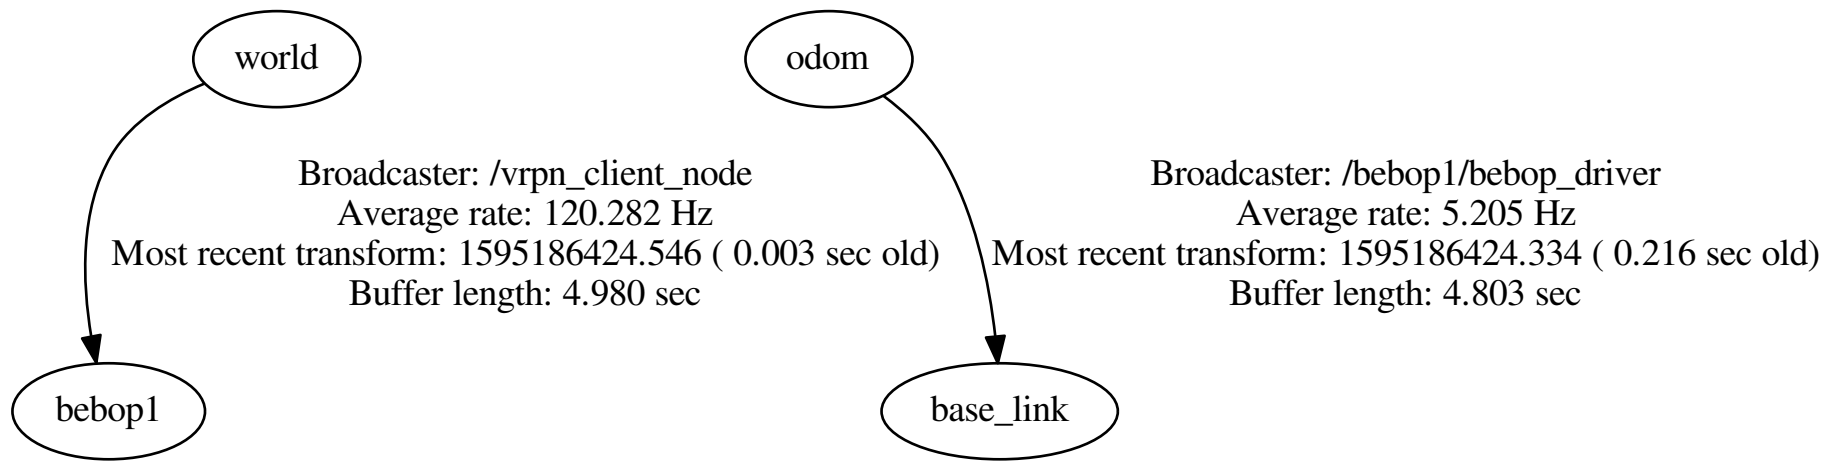 world
odom
Broadcaster: /vrpn_client_node
Average rate: 120.282 Hz
Most recent transform: 1595186424.546 ( 0.003 sec old)
Buffer length: 4.980 sec
Broadcaster: /bebop1/bebop_driver
Average rate: 5.205 Hz
Most recent transform: 1595186424.334 ( 0.216 sec old)
Buffer length: 4.803 sec
bebop1
base_link